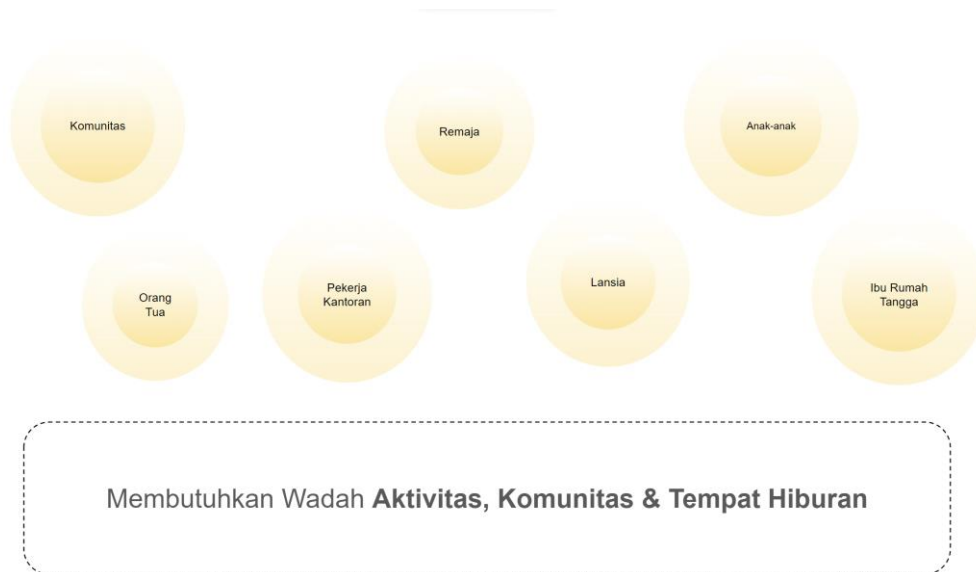 Komunitas
Remaja
Anak-anak
Orang
Tua
Pekerja
Kantoran
Lansia
Ibu Rumah
Tangga
Membutuhkan Wadah Aktivitas, Komunitas & Tempat Hiburan